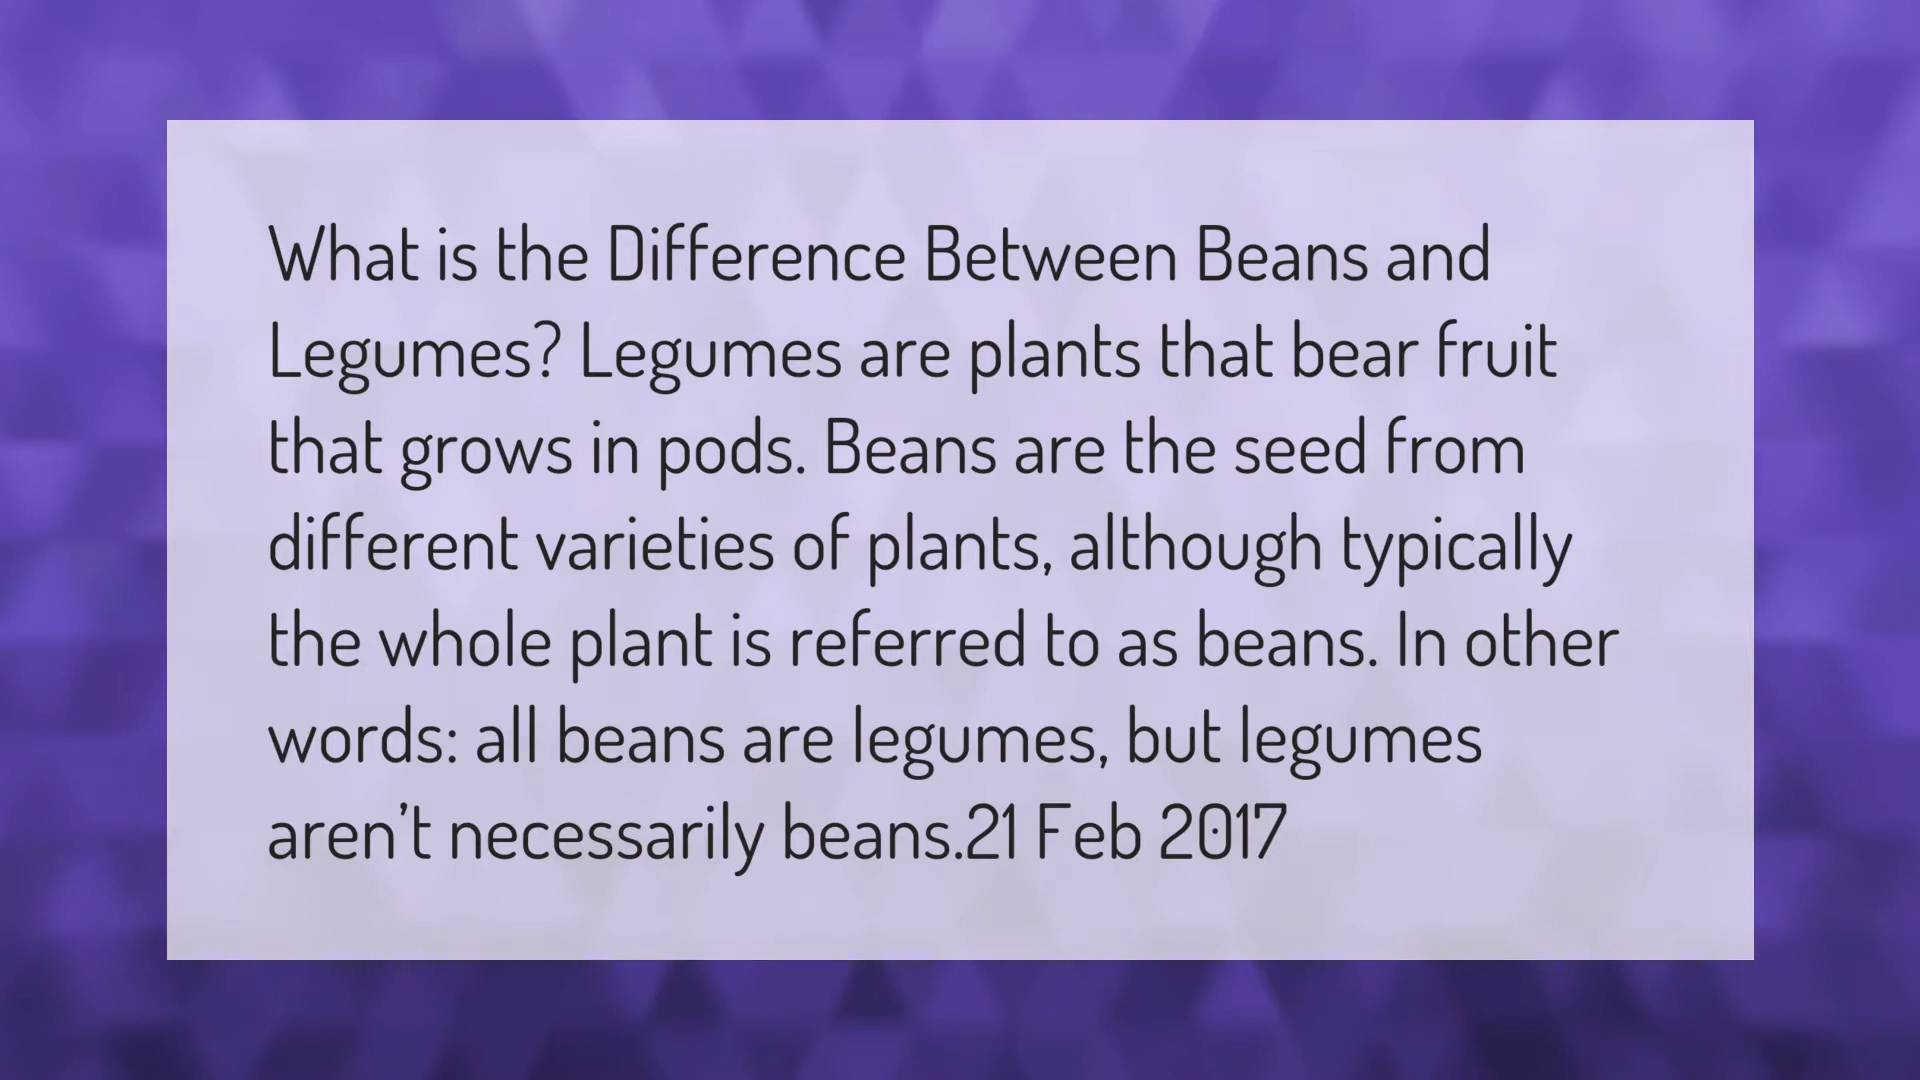 What is the Difference Between Beans and
Legumes? Legumes are plants that bear fruit
that grows in pods. Beans are the seed from
different varieties of plants, although typically
the whole plant is referred to as beans. In other
words: all beans are legumes, but legumes
aren’t necessarily beans.21 Feb 2017